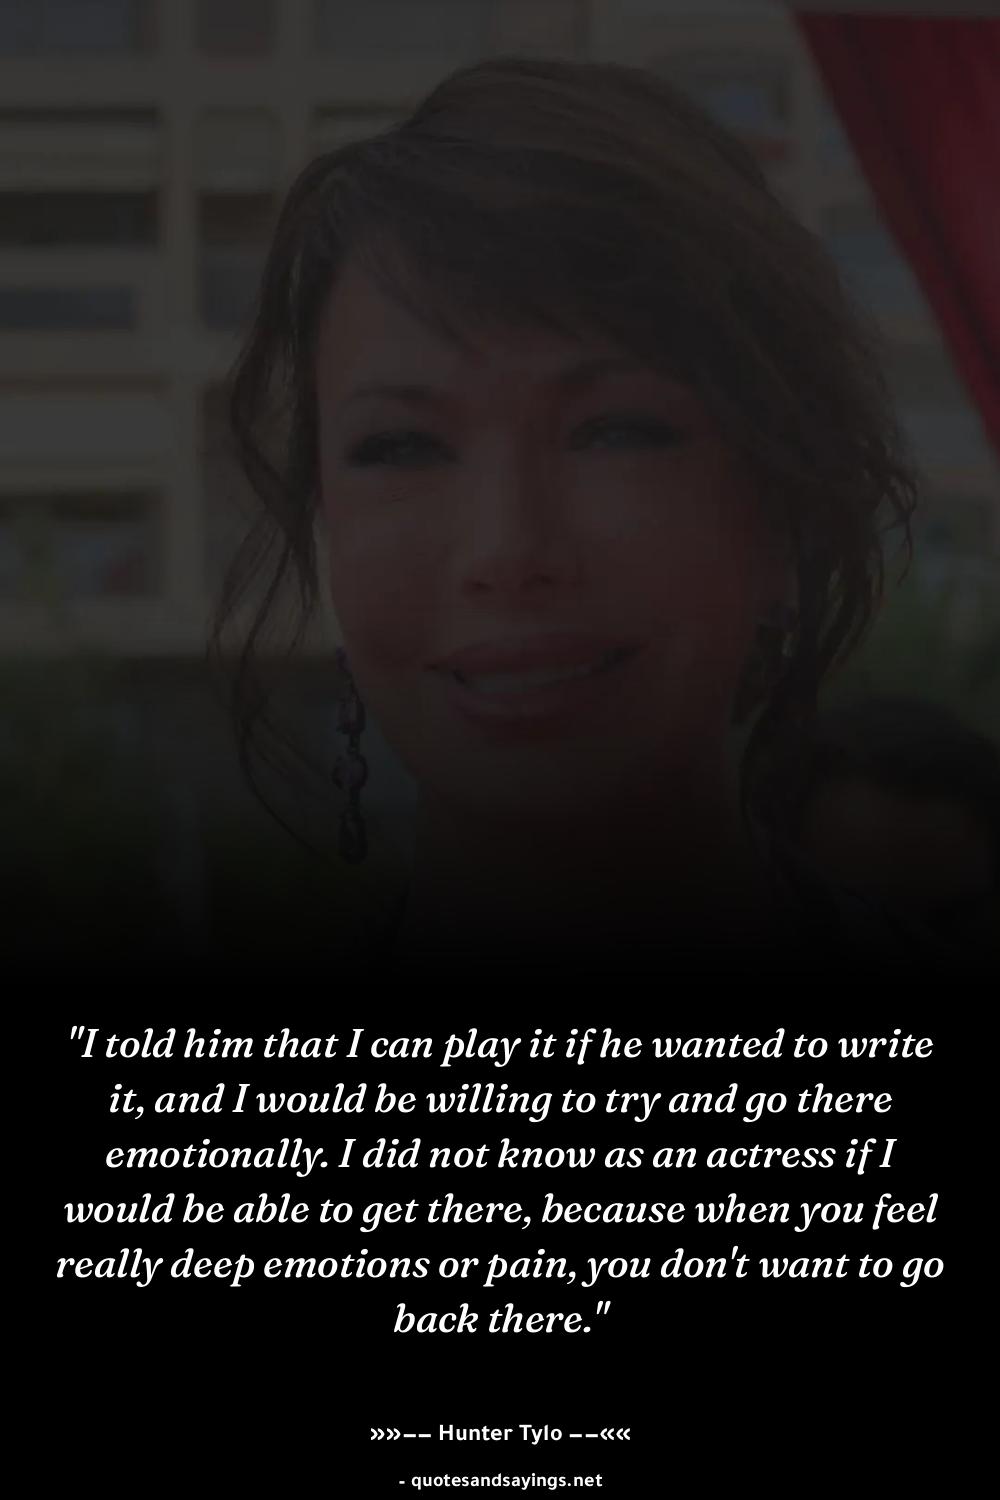 "I told him that I can play it if he wanted to write
it, and I would be willing to try and go there
emotionally. I did not know as an actress if I
would be able to get there, because when you feel
really deep emotions or pain, you don't want to go
back there."
»»−− Hunter Tylo −−««
- quotesandsayings.net